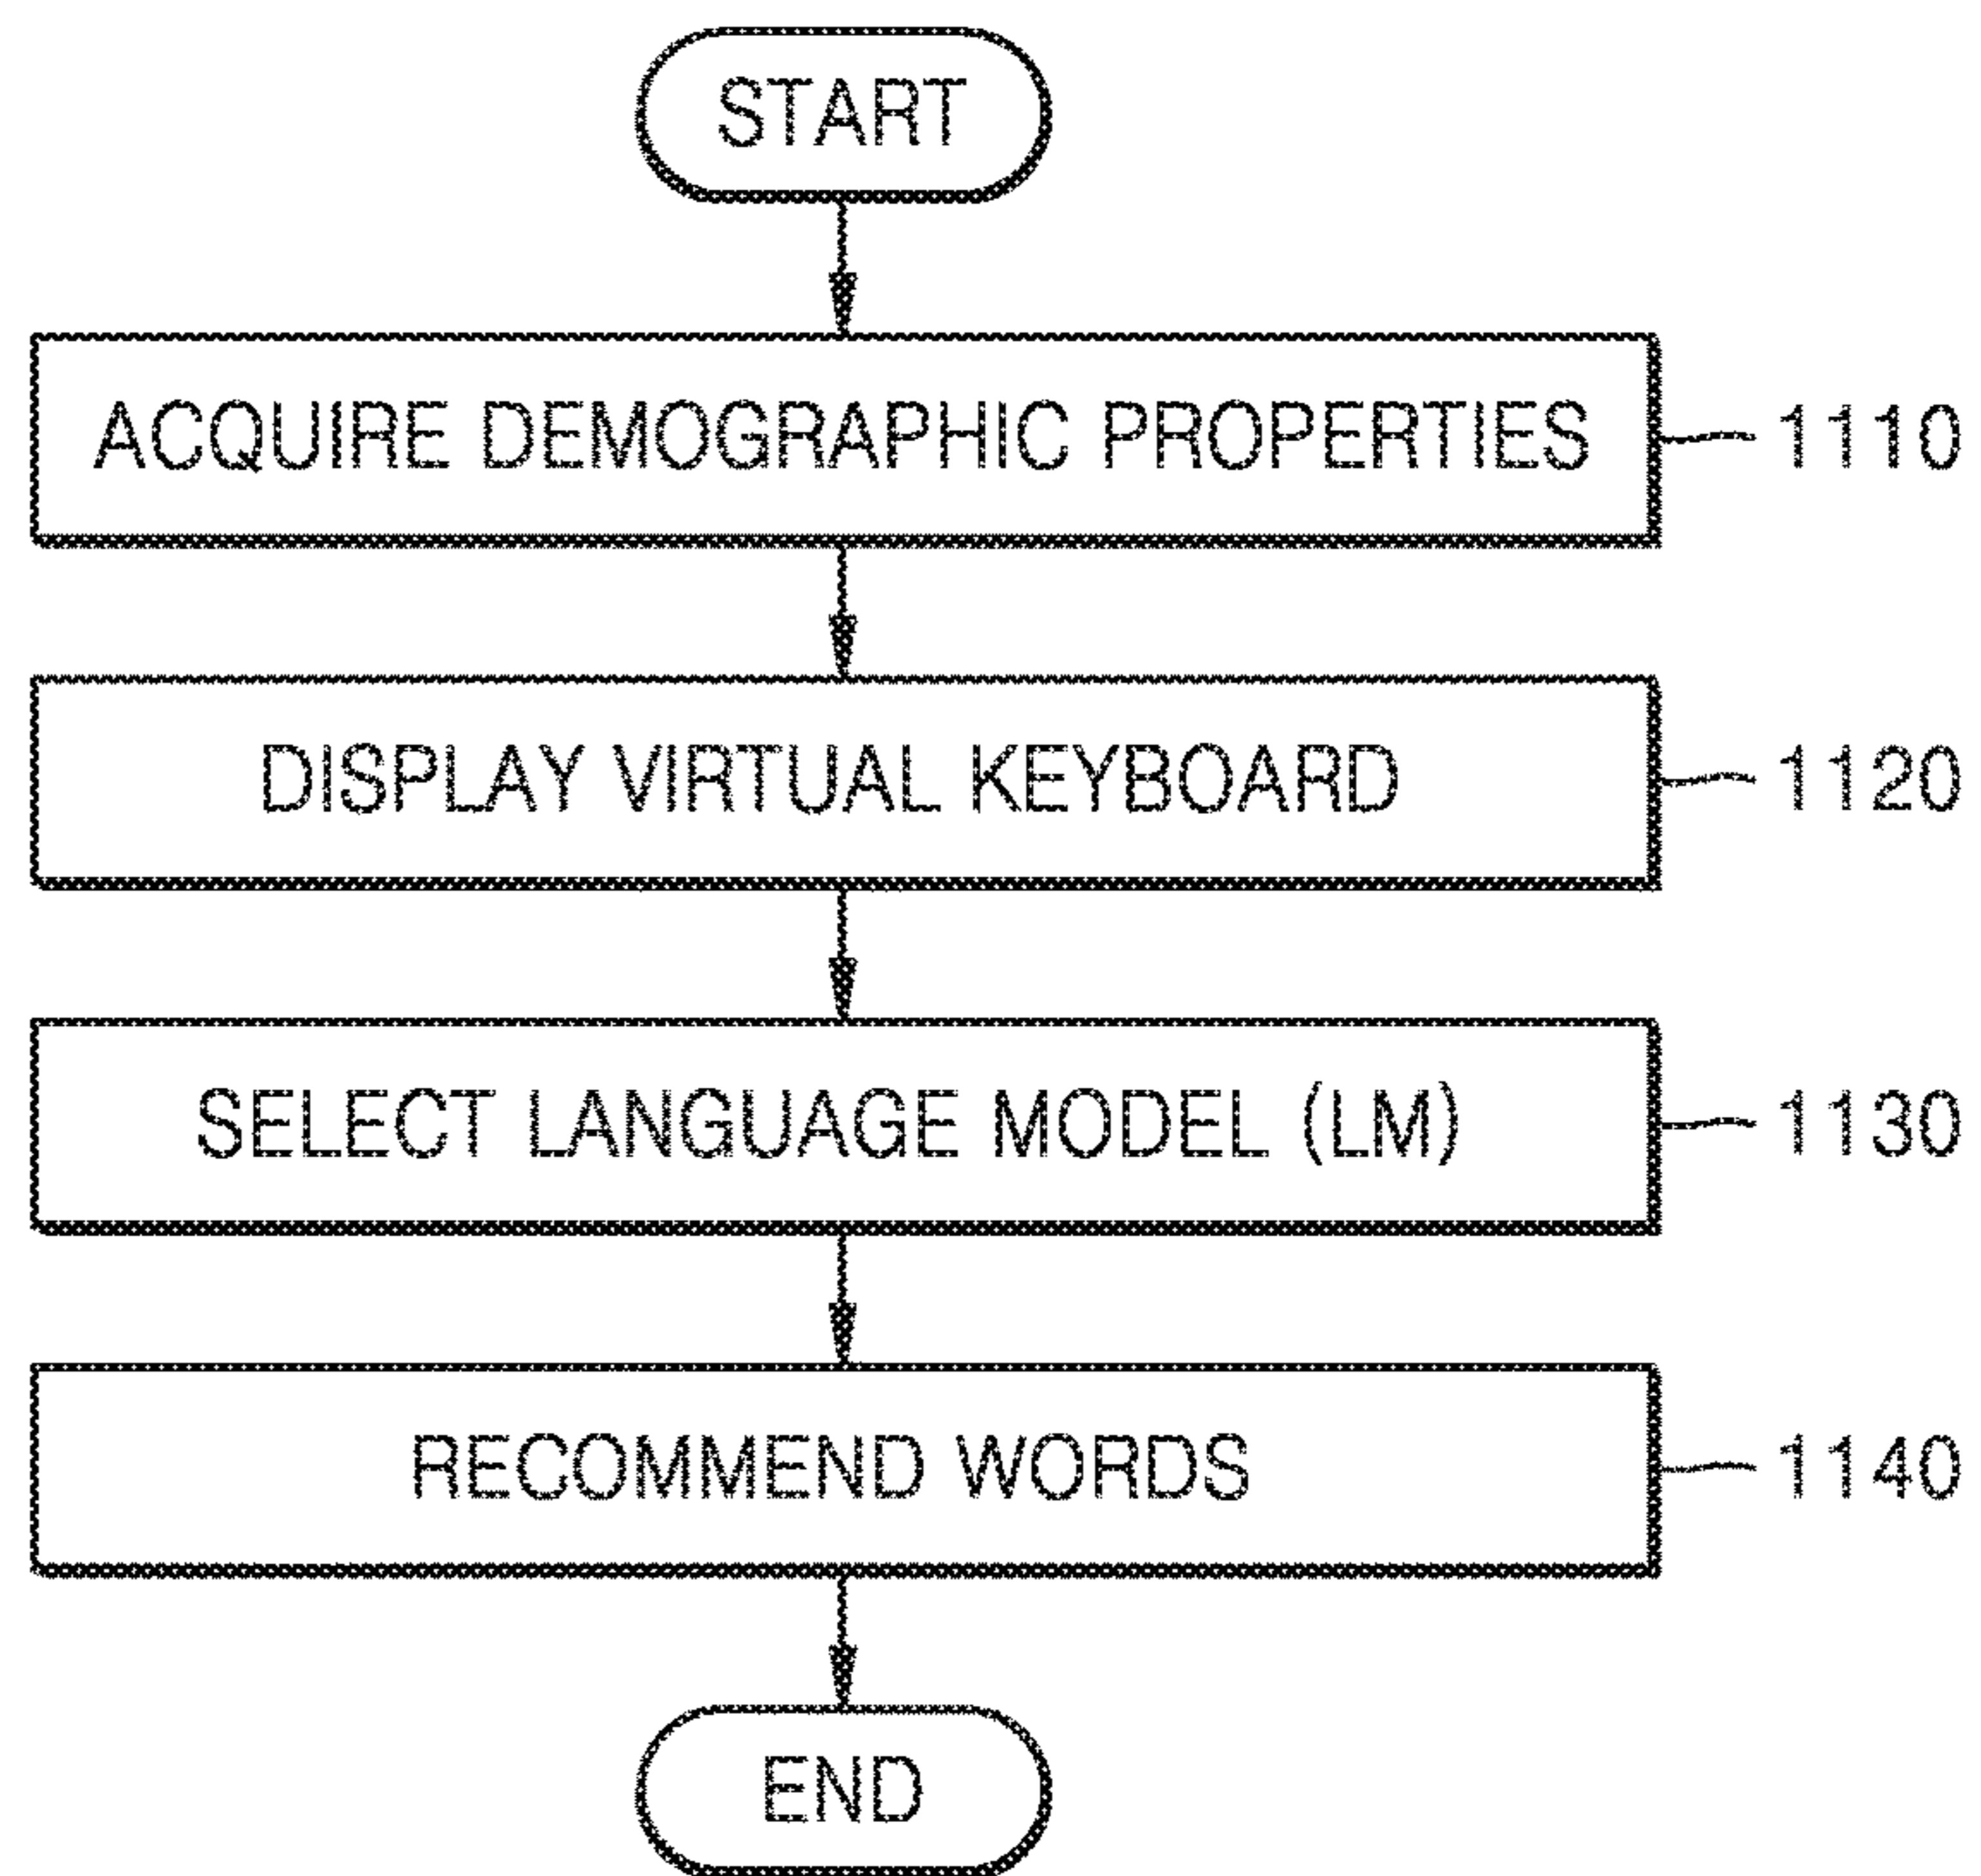 START
ACQUIRE DEMOGRAPHIC PROPERTIES 1110
DISPLAY VIRTUAL KEYBOARD 1120
SELECT LANGUAGE MODEL (LM) 1130
RECOMMEND WORDS 1140
END